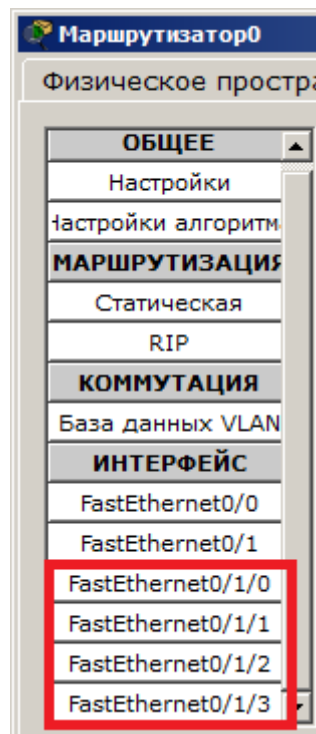 Маршрутизатор0
Физическое простра
ОБЩЕЕ
Настройки
Настройки алгоритм
МАРШРУТИЗАЦИЯ
Статическая
RIP
КОММУТАЦИЯ
База данных VLAN
ИНТЕРФЕЙС
FastEthernet0/0
FastEthernet0/1
FastEthernet0/1/0
FastEthernet0/1/1
FastEthernet0/1/2
FastEthernet0/1/3